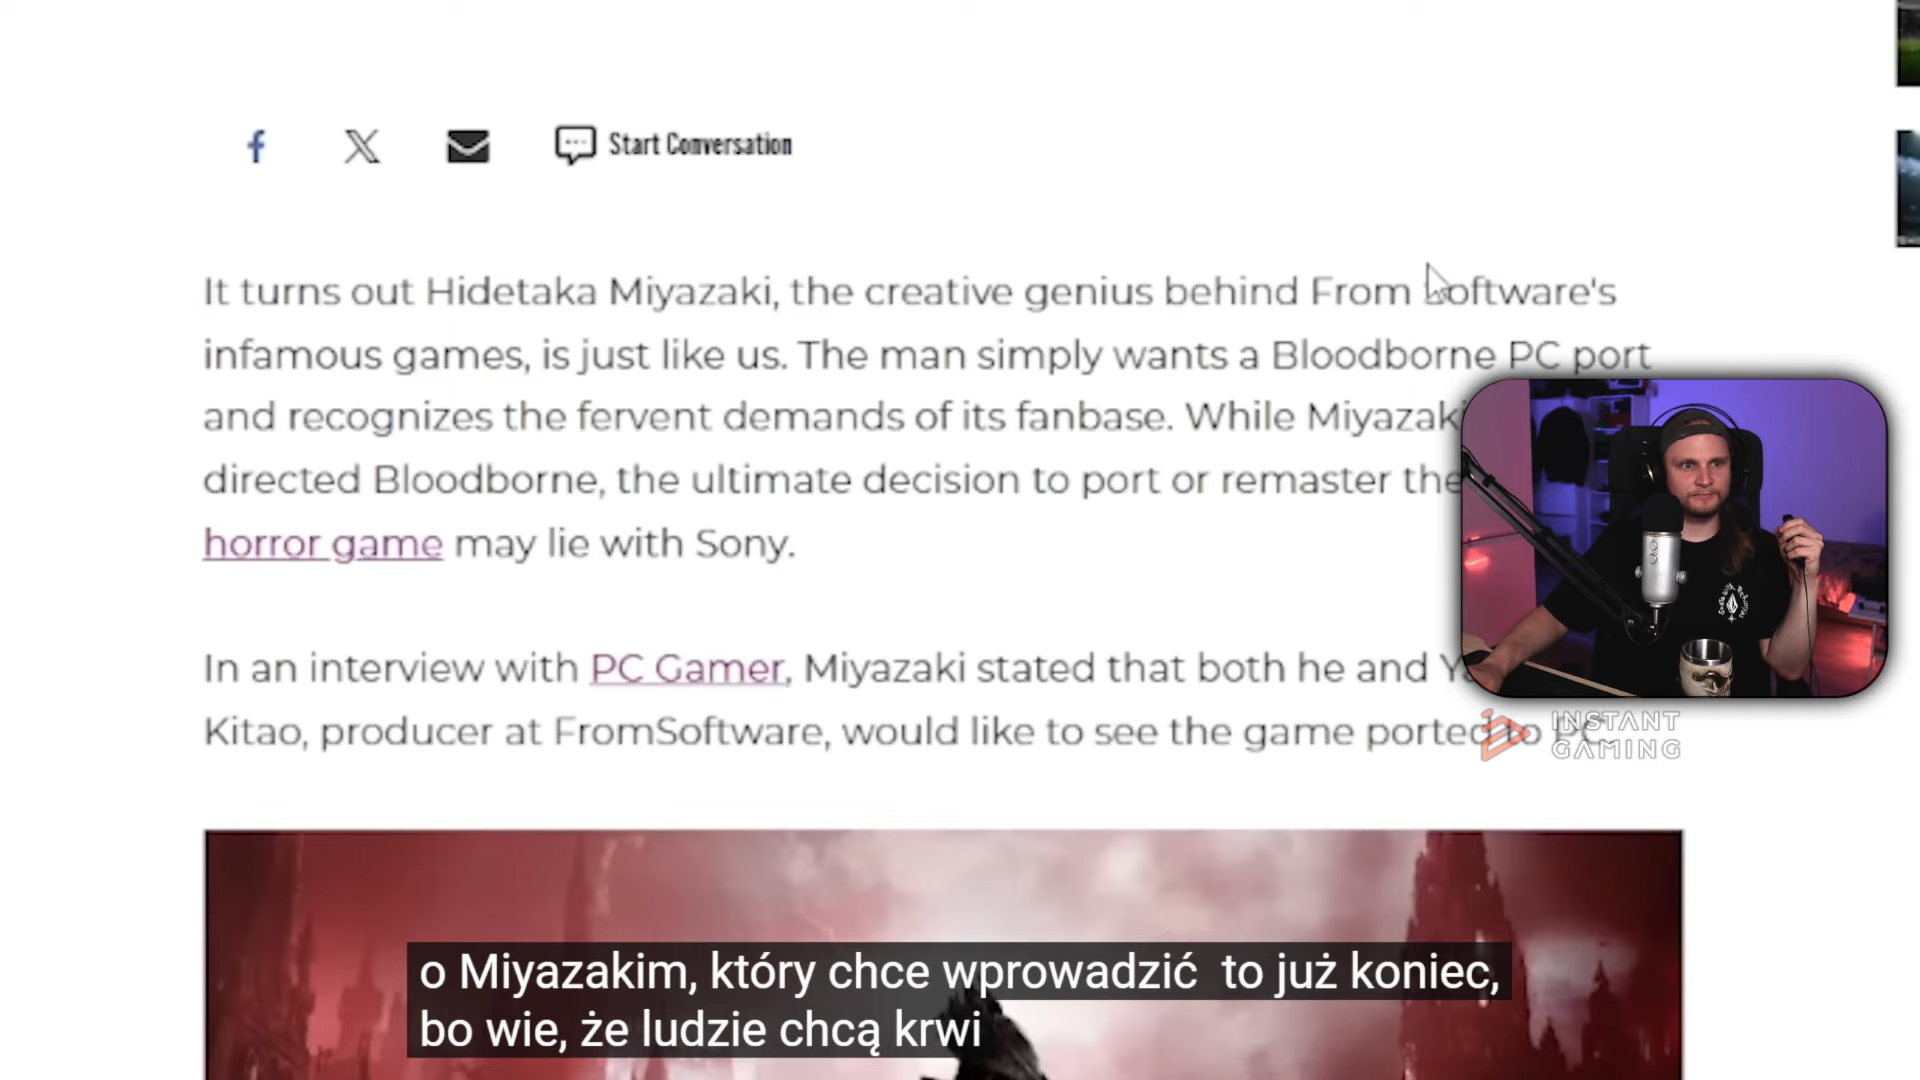 Start Conversation
It turns out Hidetaka Miyazaki, the creative genius behind From Software's
infamous games, is just like us. The man simply wants a Bloodborne PC port
and recognizes the fervent demands of its fanbase. While Miyazaki
directed Bloodborne, the ultimate decision to port or remaster the
horror game may lie with Sony.
In an interview with PC Gamer, Miyazaki stated that both he and
Kitao, producer at FromSoftware, would like to see the game ported to PC
INSTANT
GAMING
o Miyazakim, który chce wprowadzić to już koniec,
bo wie, że ludzie chcą krwi